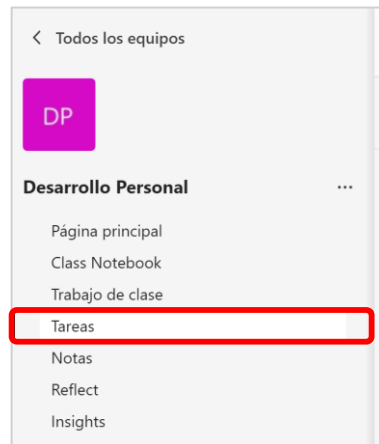 Todos los equipos
DP
Desarrollo Personal
Página principal
Class Notebook
Trabajo de clase
Tareas
Notas
Reflect
Insights